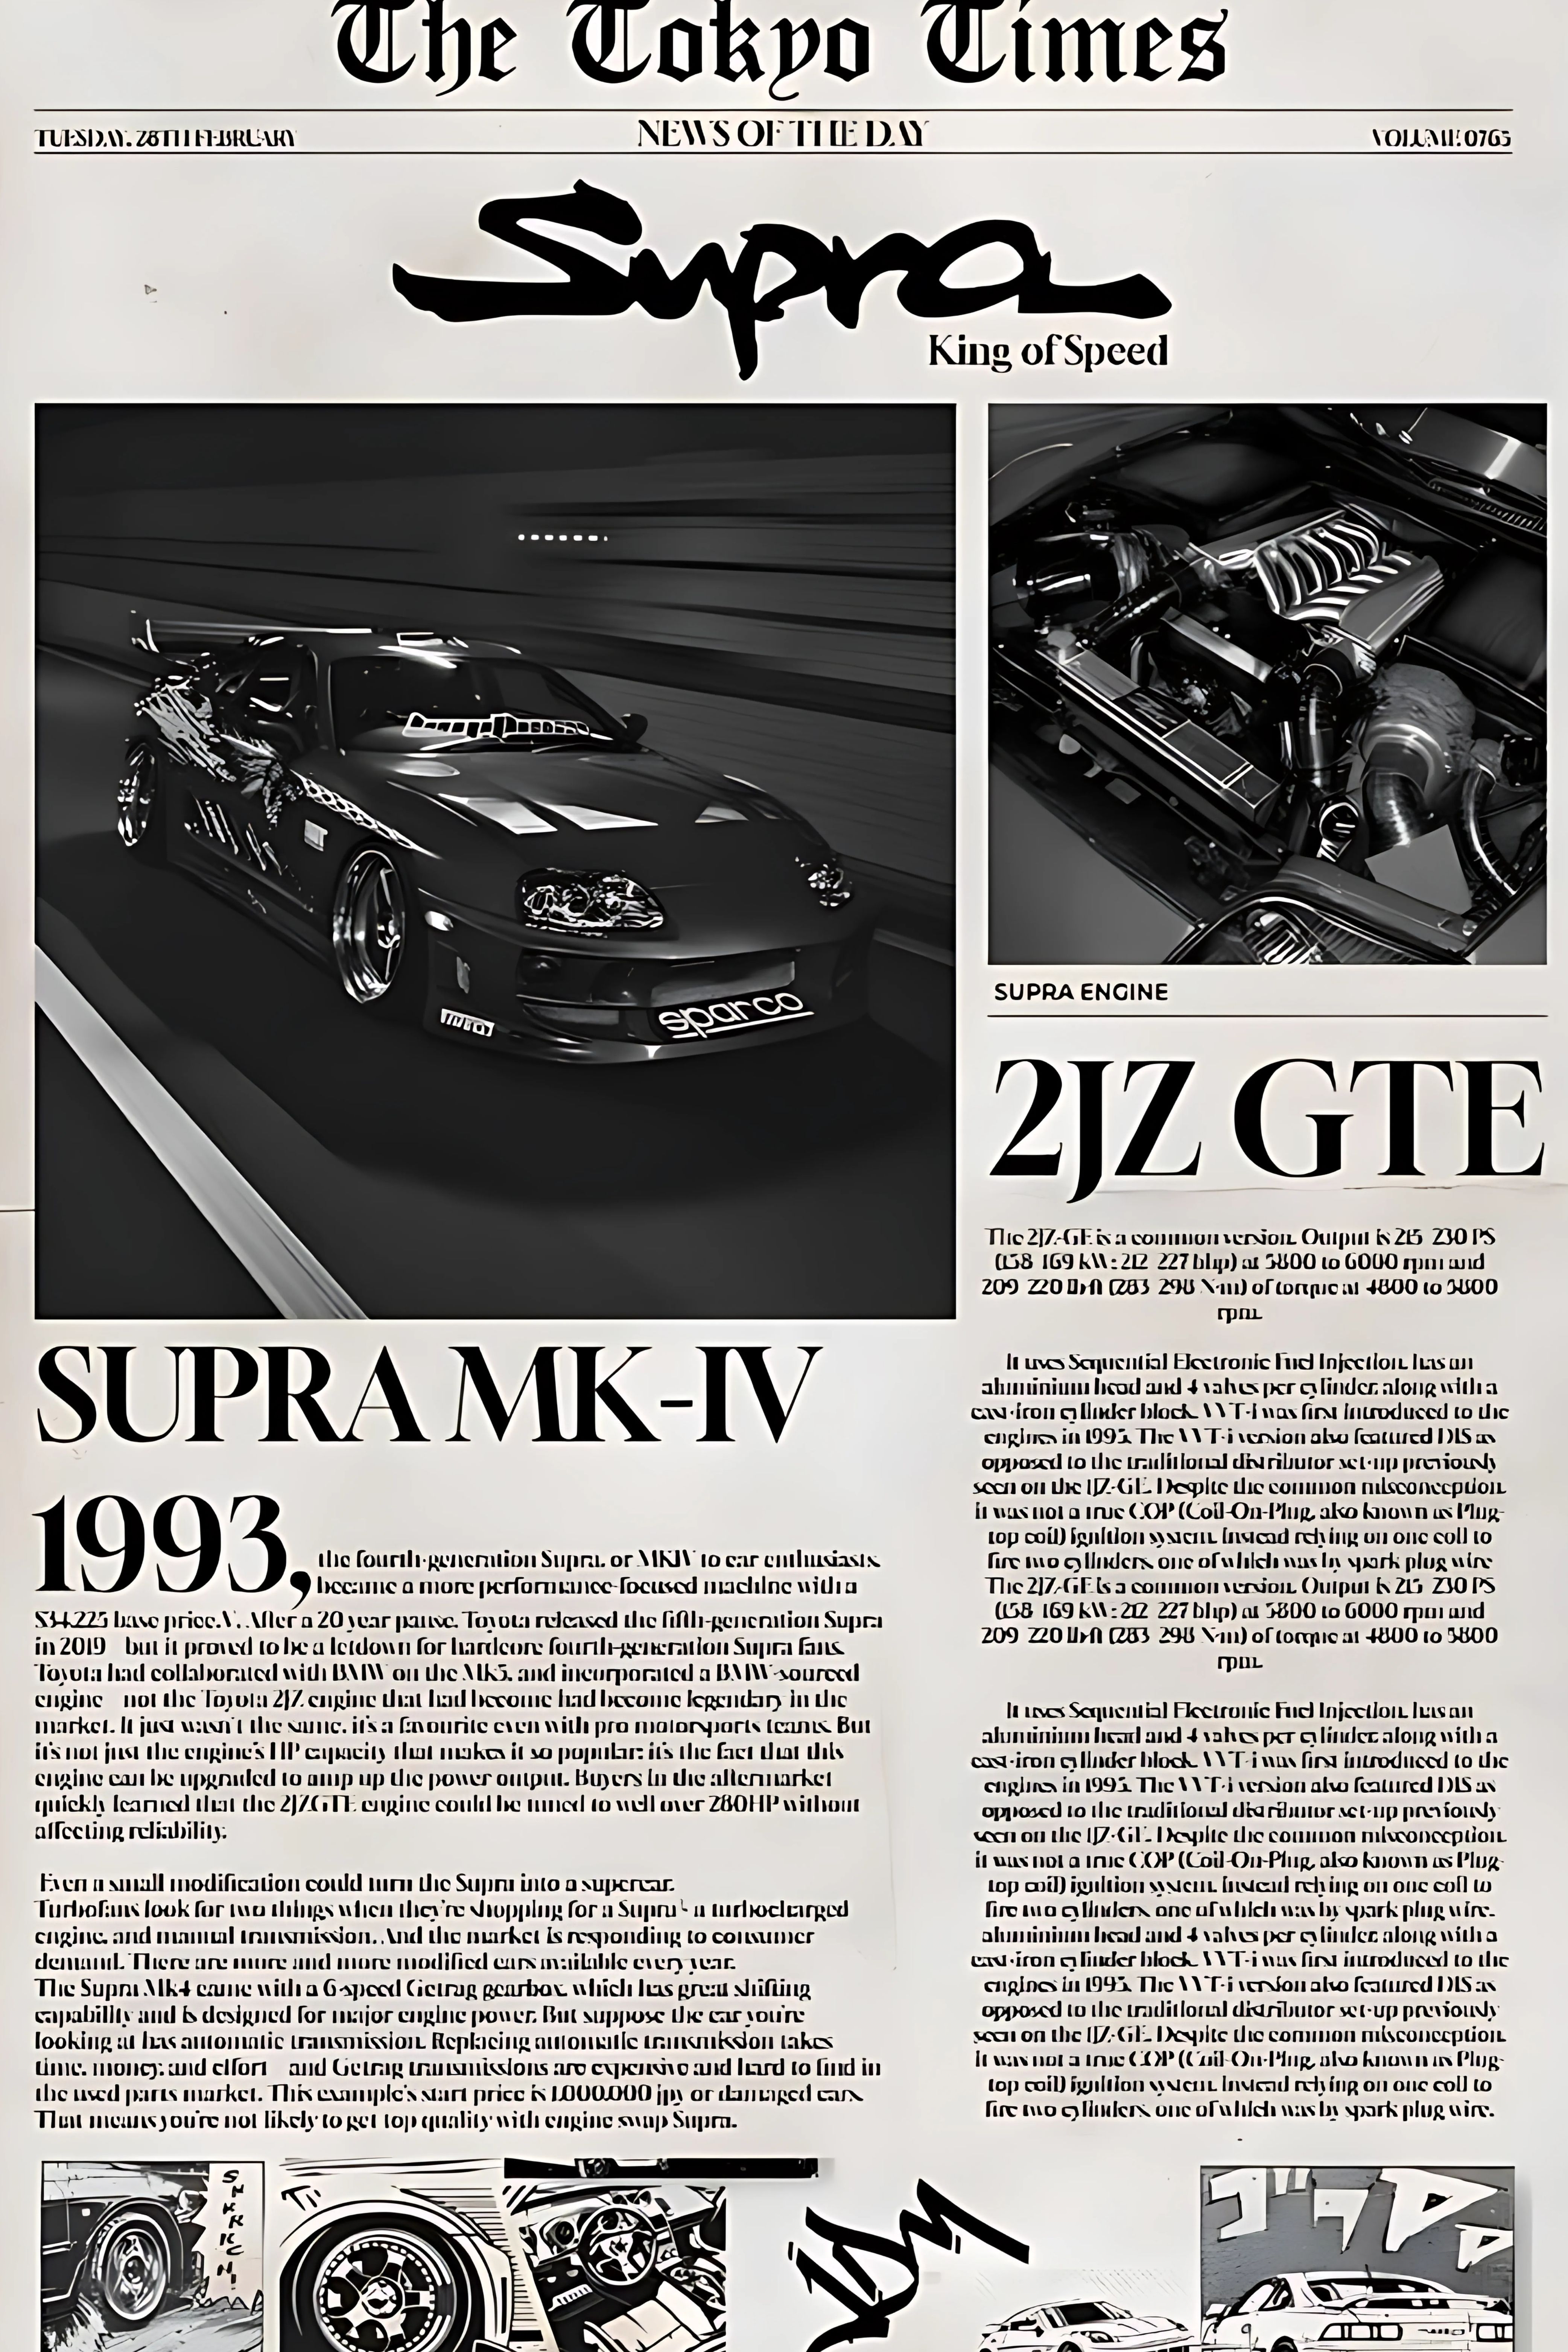 The Tokyo Times
TUESDAY, 28TH FEBRUARY
NEWS OF THE DAY
VOLUME 0765
Supra
King of Speed
sparco
SUPRA ENGINE
2JZ GTE
The 2JZ-GE is a common version. Output is 215 230 PS
(158 169 kW; 212 227 bhp) at 5800 to 6000 rpm and
209 220 lb-ft (283 298 N-m) of torque at 4800 to 5800
rpm.
It uses Sequential Electronic Fuel Injection, has an
aluminium head and 4 valves per cylinder, along with a
cast-iron cylinder block. VVT-i was first introduced to the
engines in 1995. The VVT-i version also featured DIS as
opposed to the traditional distributor set-up previously
seen on the JZ-GE. Despite the common misconception,
it was not a true COP (Coil-On-Plug, also known as Plug-
top coil) ignition system. Instead relying on one coil to
fire two cylinders, one of which was by spark plug wire
The 2JZ-GE is a common version. Output is 215 230 PS
(158 169 kW; 212 227 bhp) at 5800 to 6000 rpm and
209 220 lb-ft (283 298 N-m) of torque at 4800 to 5800
rpm.
It uses Sequential Electronic Fuel Injection, has an
aluminium head and 4 valves per cylinder, along with a
cast-iron cylinder block. VVT-i was first introduced to the
engines in 1995. The VVT-i version also featured DIS as
opposed to the traditional distributor set-up previously
seen on the JZ-GE. Despite the common misconception,
it was not a true COP (Coil-On-Plug, also known as Plug-
top coil) ignition system. Instead relying on one coil to
fire two cylinders, one of which was by spark plug wire.
aluminium head and 4 valves per cylinder, along with a
cast-iron cylinder block. VVT-i was first introduced to the
engines in 1995. The VVT-i version also featured DIS as
opposed to the traditional distributor set-up previously
seen on the JZ-GE. Despite the common misconception,
it was not a true COP (Coil-On-Plug, also known as Plug-
top coil) ignition system. Instead relying on one coil to
fire two cylinders, one of which was by spark plug wire.
SUPRA MK-IV
1993, the fourth-generation Supra, or MKIV to car enthusiasts,
became a more performance-focused machine with a
$34,225 base price.V. After a 20 year pause, Toyota released the fifth-generation Supra
in 2019 but it proved to be a letdown for hardcore fourth-generation Supra fans.
Toyota had collaborated with BMW on the Mk5, and incorporated a BMW-sourced
engine not the Toyota 2JZ engine that had become had become legendary in the
market. It just wasn't the same. it's a favourite even with pro motorsports teams. But
it's not just the engine's HP capacity that makes it so popular; it's the fact that this
engine can be upgraded to amp up the power output. Buyers in the aftermarket
quickly learned that the 2JZGTE engine could be tuned to well over 280HP without
affecting reliability.
Even a small modification could turn the Supra into a supercar.
Turbofans look for two things when they're shopping for a Supra a turbocharged
engine, and manual transmission. And the market is responding to consumer
demand. There are more and more modified cars available every year.
The Supra Mk4 came with a 6-speed Getrag gearbox, which has great shifting
capability and is designed for major engine power. But suppose the car you're
looking at has automatic transmission. Replacing automatic transmission takes
time, money, and effort and Getrag transmissions are expensive and hard to find in
the used parts market. This example's start price is 1,000,000 jpy or damaged cars.
That means you're not likely to get top quality with engine swap Supra.